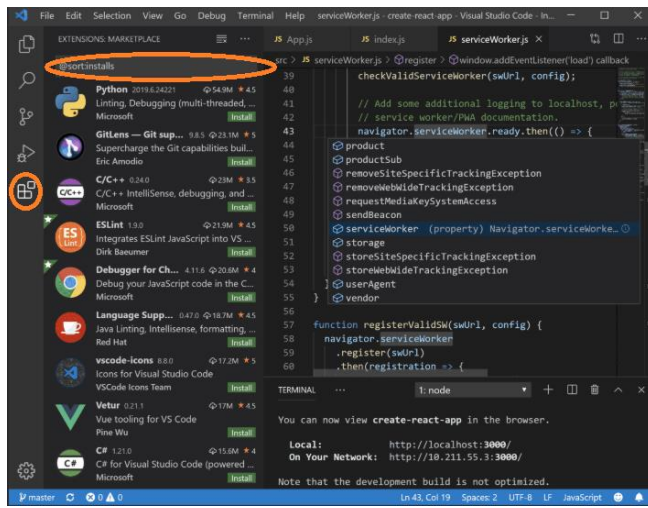 File Edit Selection View Go Debug Terminal Help serviceWorker.js - create-react-app - Visual Studio Code - In...
EXTENSIONS: MARKETPLACE
@sort:installs
Python 2019.6.24221 54.9M 4.5
Linting, Debugging (multi-threaded, ...
Microsoft Install
GitLens — Git sup... 9.8.5 23.1M 5
Supercharge the Git capabilities buil...
Eric Amodio Install
C/C++ C/C++ 0.24.0 23M 3.5
C/C++ IntelliSense, debugging, and ...
Microsoft Install
ESLint 1.9.0 21.9M 4.5
ES Lint Integrates ESLint JavaScript into VS ...
Dirk Baeumer Install
Debugger for Ch... 4.11.6 20.6M 4
Debug your JavaScript code in the C...
Microsoft Install
Language Supp... 0.47.0 18.7M 4.5
Java Linting, Intellisense, formatting, ...
Red Hat Install
vscode-icons 8.8.0 17.2M 5
Icons for Visual Studio Code
VSCode Icons Team Install
Vetur 0.21.1 17M 4.5
Vue tooling for VS Code
Pine Wu Install
C# 1.21.0 15.6M 4
C# C# for Visual Studio Code (powered ...
Microsoft Install
JS App.js JS index.js JS serviceWorker.js
src > JS serviceWorker.js > register > window.addEventListener('load') callback
39 checkValidServiceWorker(swUrl, config);
40
41 // Add some additional logging to localhost, p
42 // service worker/PWA documentation.
43 navigator.serviceWorker.ready.then(() => {
44 product
45 productSub
46 removeSiteSpecificTrackingException
47 removeWebWideTrackingException
48 requestMediaKeySystemAccess
49 sendBeacon
50 serviceWorker (property) Navigator.serviceWorke...
51 storage
52 storeSiteSpecificTrackingException
53 storeWebWideTrackingException
54 } userAgent
55 } vendor
56
57 function registerValidSW(swUrl, config) {
58 navigator.serviceWorker
59 .register(swUrl)
60 .then(registration => {
TERMINAL ... 1: node
You can now view create-react-app in the browser.
Local: http://localhost:3000/
On Your Network: http://10.211.55.3:3000/
Note that the development build is not optimized.
master 0 0 Ln 43, Col 19 Spaces: 2 UTF-8 LF JavaScript